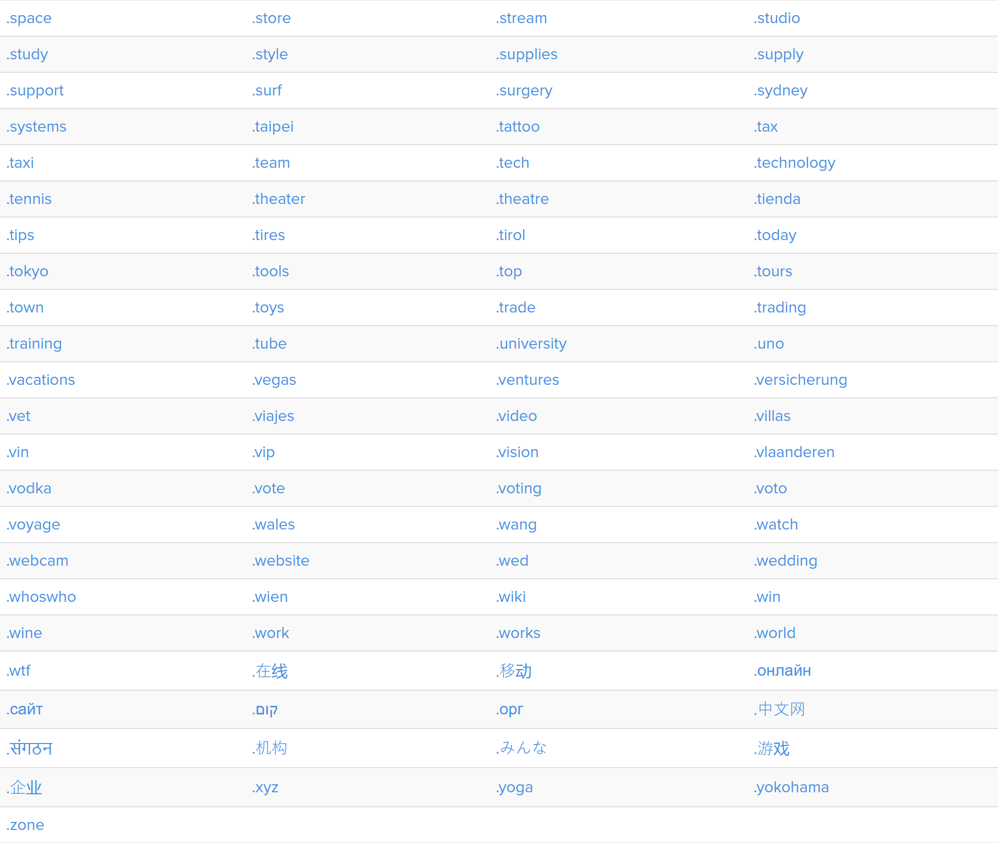 .space .store .stream .studio
.study .style .supplies .supply
.support .surf .surgery .sydney
.systems .taipei .tattoo .tax
.taxi .team .tech .technology
.tennis .theater .theatre .tienda
.tips .tires .tirol .today
.tokyo .tools .top .tours
.town .toys .trade .trading
.training .tube .university .uno
.vacations .vegas .ventures .versicherung
.vet .viajes .video .villas
.vin .vip .vision .vlaanderen
.vodka .vote .voting .voto
.voyage .wales .wang .watch
.webcam .website .wed .wedding
.whoswho .wien .wiki .win
.wine .work .works .world
.wtf .在线 .移动 .онлайн
.сайт .קום .орг .中文网
.संगठन .机构 .みんな .游戏
.企业 .xyz .yoga .yokohama
.zone